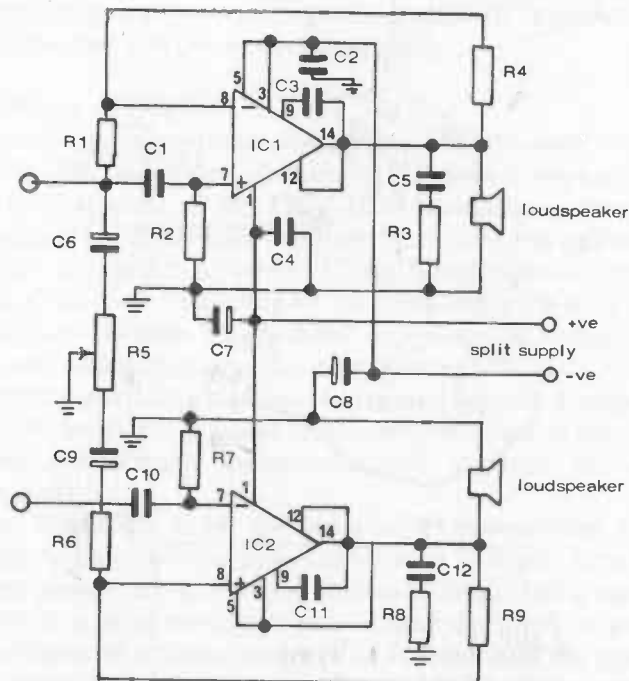 C2
5
3
C3
R4
8
−
9
R1
C1
IC1
14
7
+
12
1
C5
loudspeaker
C6
R2
C4
R3
R5
C7
+ve
split supply
C8
-ve
C9
C10
R7
7
−
1
12
14
loudspeaker
R6
IC2
8
+
9
C11
C12
5
3
R8
R9